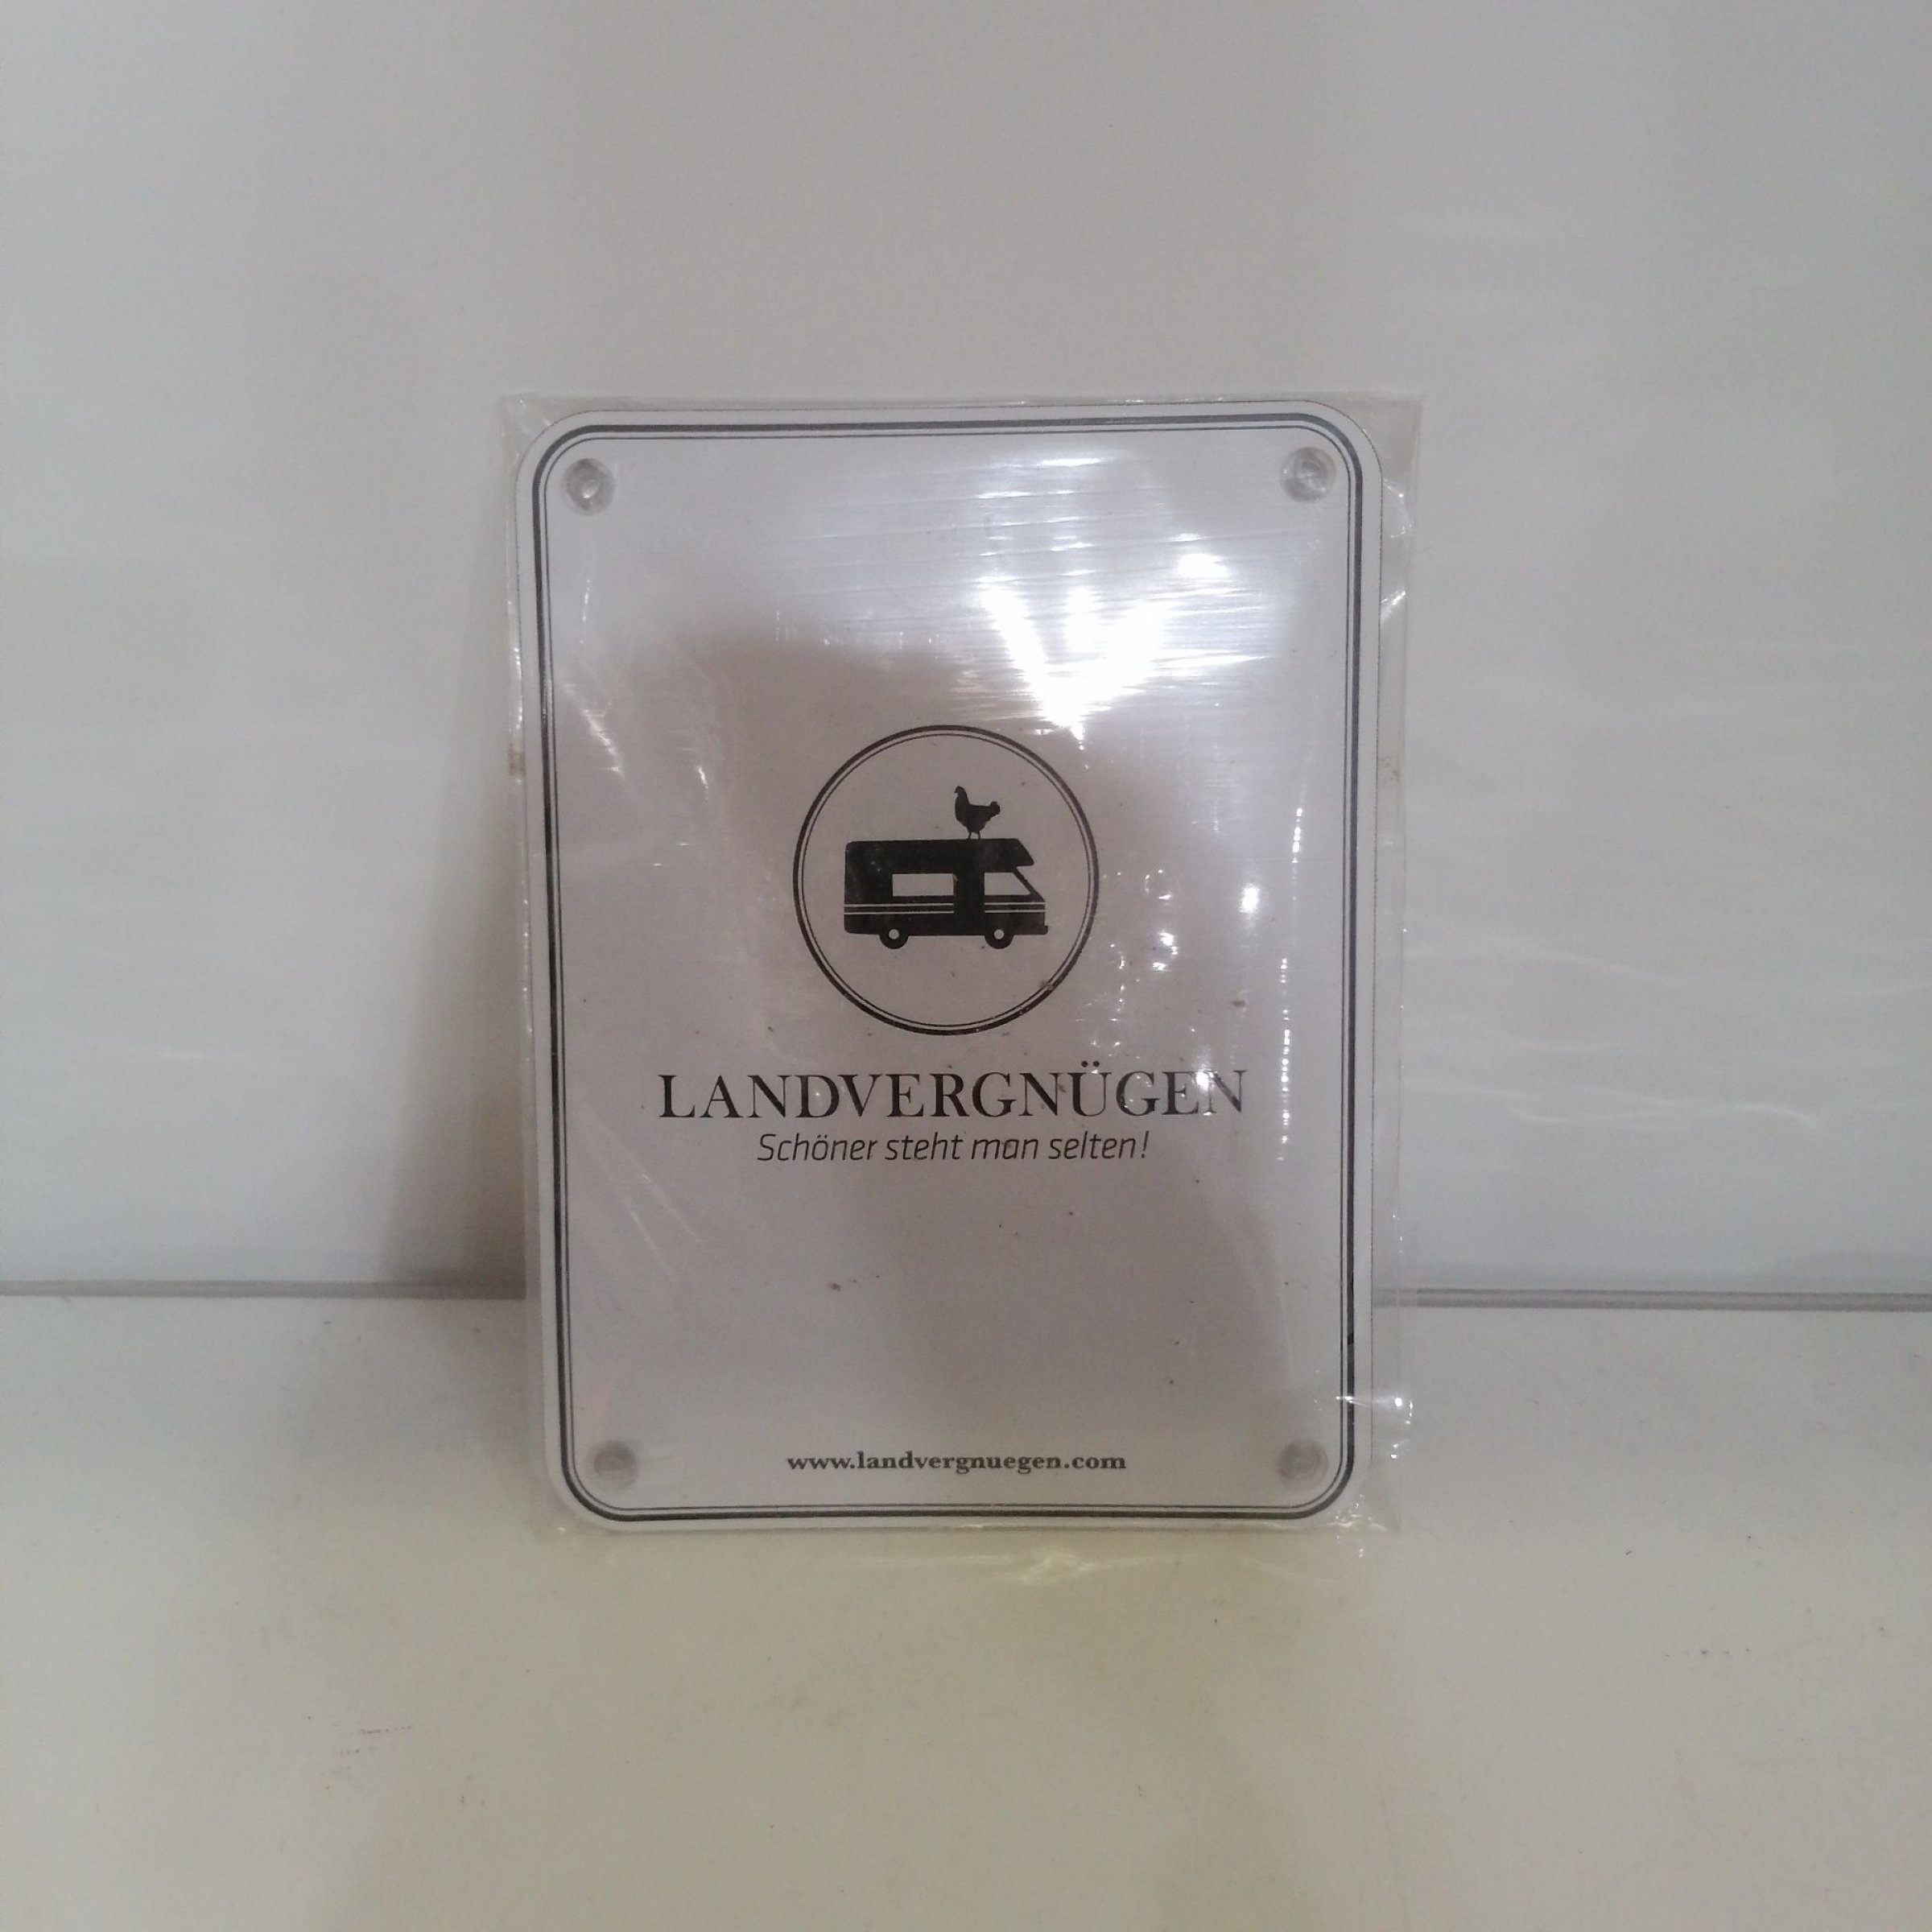 LANDVERGNÜGEN
Schöner steht man selten!
www.landvergnuegen.com